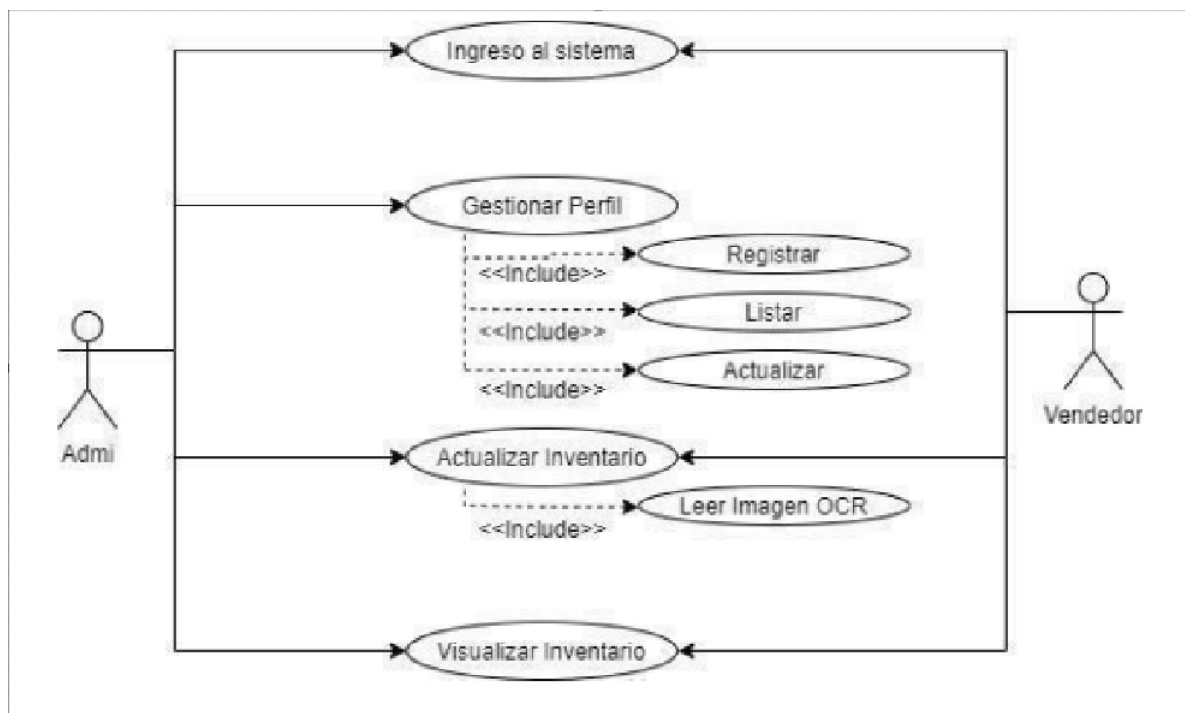 Ingreso al sistema
Gestionar Perfil
Registrar
<<Include>>
Listar
<<Include>>
Actualizar
<<Include>>
Admi
Vendedor
Actualizar Inventario
Leer Imagen OCR
<<Include>>
Visualizar Inventario